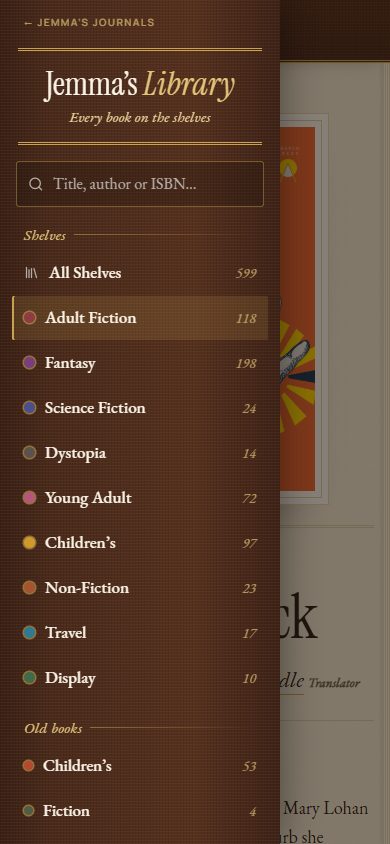 ← JEMMA'S JOURNALS
Jemma's Library
Every book on the shelves
Title, author or ISBN...
Shelves
All Shelves 599
Adult Fiction 118
Fantasy 198
Science Fiction 24
Dystopia 14
Young Adult 72
Children's 97
Non-Fiction 23
Travel 17
Display 10
Old books
Children's 53
Fiction 4
ck
dle Translator
Mary Lohan
urb she